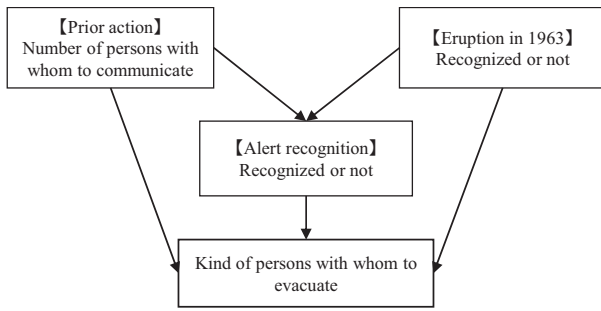 【Prior action】
Number of persons with
whom to communicate
【Eruption in 1963】
Recognized or not
【Alert recognition】
Recognized or not
Kind of persons with whom to
evacuate